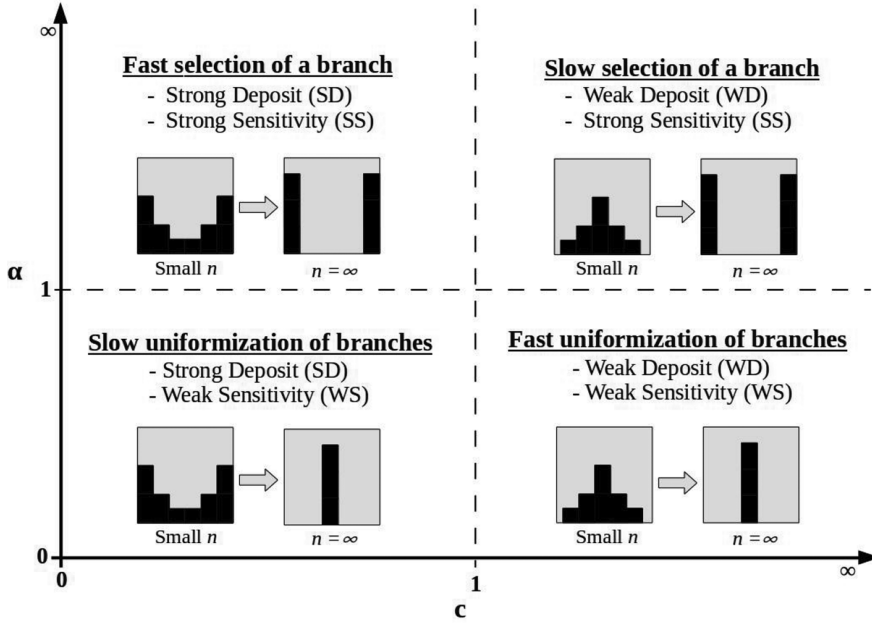 ∞
Fast selection of a branch
- Strong Deposit (SD)
- Strong Sensitivity (SS)
Small n
n = ∞
Slow selection of a branch
- Weak Deposit (WD)
- Strong Sensitivity (SS)
Small n
n = ∞
α
1
Slow uniformization of branches
- Strong Deposit (SD)
- Weak Sensitivity (WS)
Small n
n = ∞
Fast uniformization of branches
- Weak Deposit (WD)
- Weak Sensitivity (WS)
Small n
n = ∞
0
0
1
∞
c